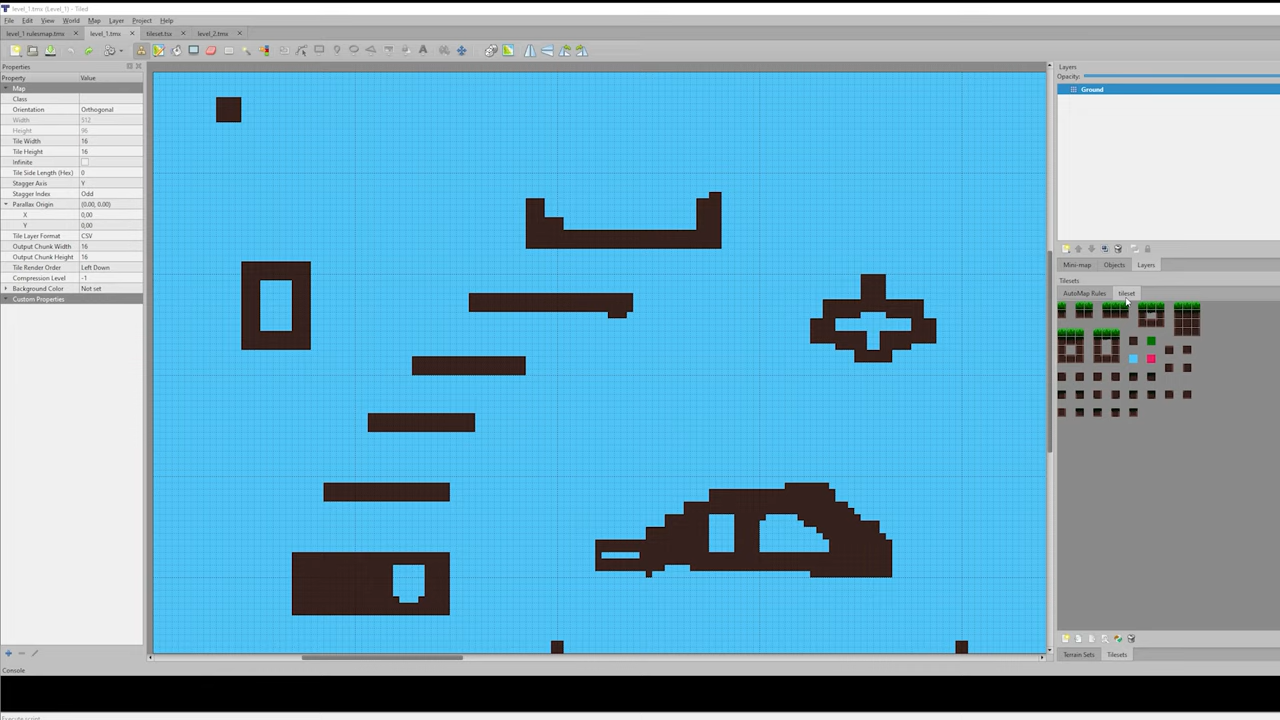 level_1.tmx (Level_1) — Tiled
File Edit View World Map Layer Project Help
level_1 rulesmap.tmx level_1.tmx tileset.tsx level_2.tmx
Properties
Property Value
Map
Class
Orientation Orthogonal
Width 512
Height 96
Tile Width 16
Tile Height 16
Infinite
Tile Side Length (Hex) 0
Stagger Axis Y
Stagger Index Odd
Parallax Origin (0,00, 0,00)
X 0,00
Y 0,00
Tile Layer Format CSV
Output Chunk Width 16
Output Chunk Height 16
Tile Render Order Left Down
Compression Level -1
Background Color Not set
Custom Properties
Layers
Opacity:
Ground
Mini-map Objects Layers
Tilesets
AutoMap Rules tileset
Terrain Sets Tilesets
Console
Execute script